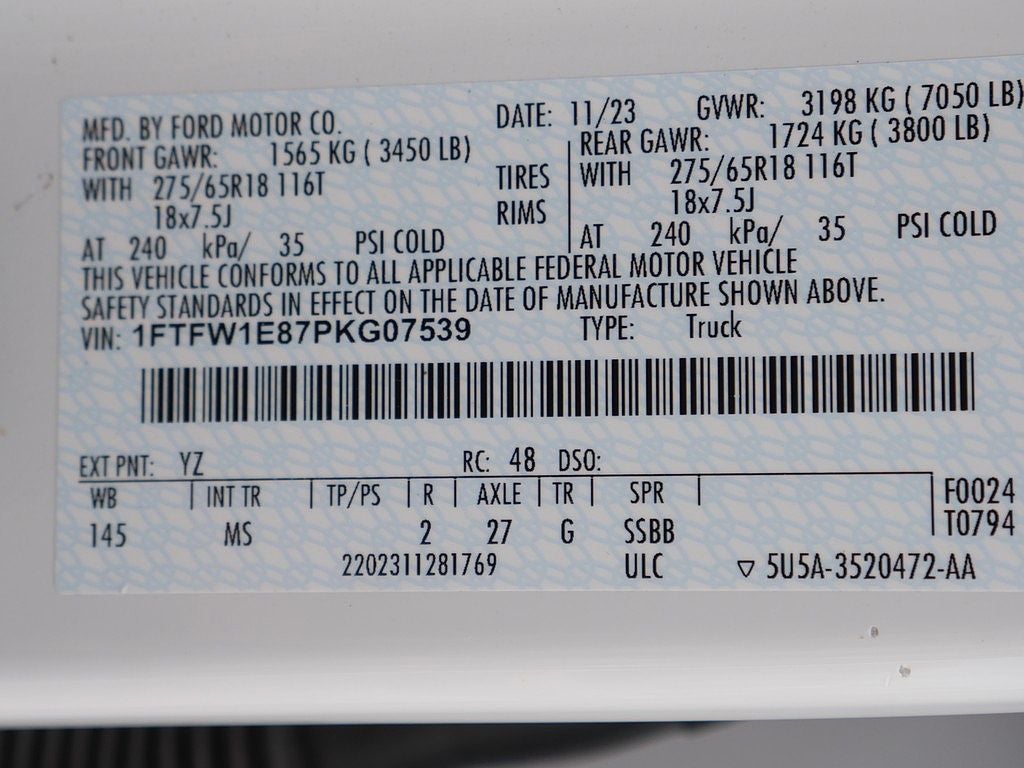 MFD. BY FORD MOTOR CO. DATE: 11/23 GVWR: 3198 KG ( 7050 LB)
FRONT GAWR: 1565 KG ( 3450 LB) REAR GAWR: 1724 KG ( 3800 LB)
WITH 275/65R18 116T TIRES WITH 275/65R18 116T
18x7.5J RIMS 18x7.5J
AT 240 kPa/ 35 PSI COLD AT 240 kPa/ 35 PSI COLD
THIS VEHICLE CONFORMS TO ALL APPLICABLE FEDERAL MOTOR VEHICLE
SAFETY STANDARDS IN EFFECT ON THE DATE OF MANUFACTURE SHOWN ABOVE.
VIN: 1FTFW1E87PKG07539 TYPE: Truck
EXT PNT: YZ RC: 48 DSO:
WB INT TR TP/PS R AXLE TR SPR F0024
145 MS 2 27 G SSBB T0794
2202311281769 ULC ▽ 5U5A-3520472-AA